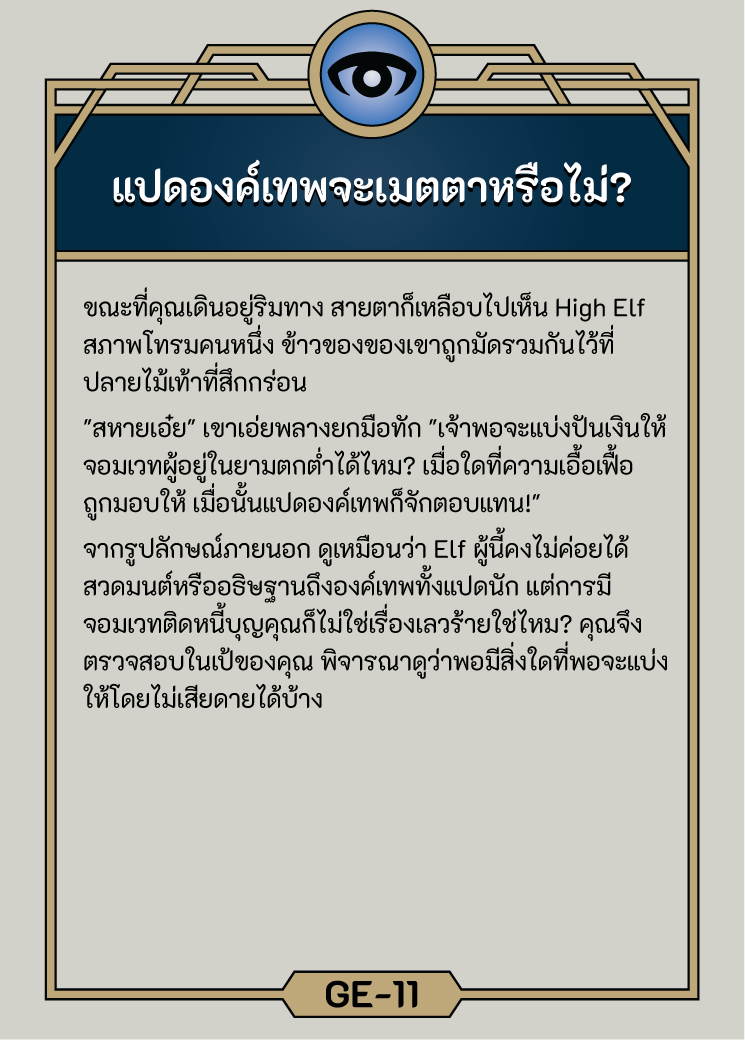 แปดองค์เทพจะเมตตาหรือไม่?
ขณะที่คุณเดินอยู่ริมทาง สายตาก็เหลือบไปเห็น High Elf
สภาพโทรมคนหนึ่ง ข้าวของของเขาถูกมัดรวมกันไว้ที่
ปลายไม้เท้าที่สึกกร่อน
"สหายเอ๋ย" เขาเอ่ยพลางยกมือทัก "เจ้าพอจะแบ่งปันเงินให้
จอมเวทผู้อยู่ในยามตกต่ำได้ไหม? เมื่อใดที่ความเอื้อเฟื้อ
ถูกมอบให้ เมื่อนั้นแปดองค์เทพก็จักตอบแทน!"
จากรูปลักษณ์ภายนอก ดูเหมือนว่า Elf ผู้นี้คงไม่ค่อยได้
สวดมนต์หรืออธิษฐานถึงองค์เทพทั้งแปดนัก แต่การมี
จอมเวทติดหนี้บุญคุณก็ไม่ใช่เรื่องเลวร้ายใช่ไหม? คุณจึง
ตรวจสอบในเป้ของคุณ พิจารณาดูว่าพอมีสิ่งใดที่พอจะแบ่ง
ให้โดยไม่เสียดายได้บ้าง
GE-11